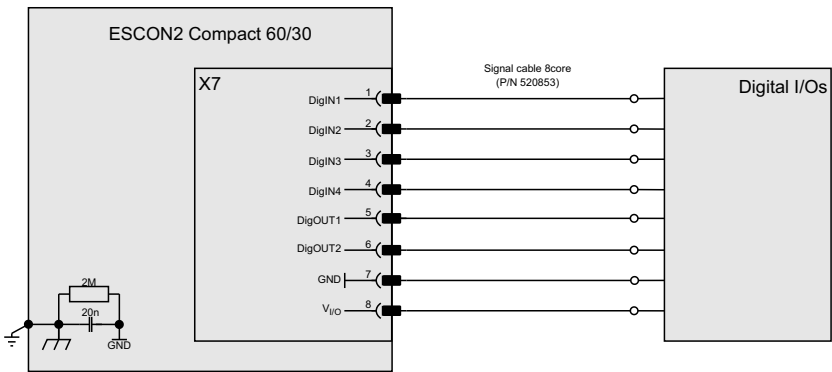 ESCON2 Compact 60/30
X7
Signal cable 8core
(P/N 520853)
Digital I/Os
DigIN1 1
DigIN2 2
DigIN3 3
DigIN4 4
DigOUT1 5
DigOUT2 6
GND 7
V_I/O 8
2M
20n
GND